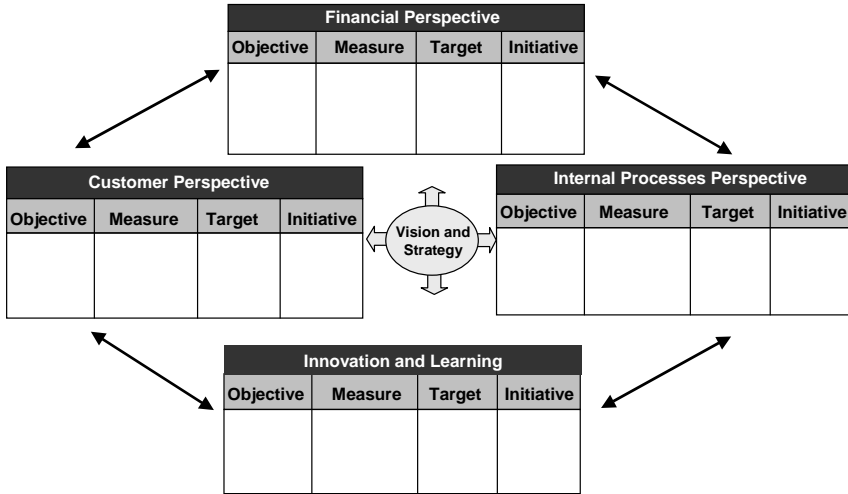 Financial Perspective
Objective Measure Target Initiative
Customer Perspective
Objective Measure Target Initiative
Vision and
Strategy
Internal Processes Perspective
Objective Measure Target Initiative
Innovation and Learning
Objective Measure Target Initiative